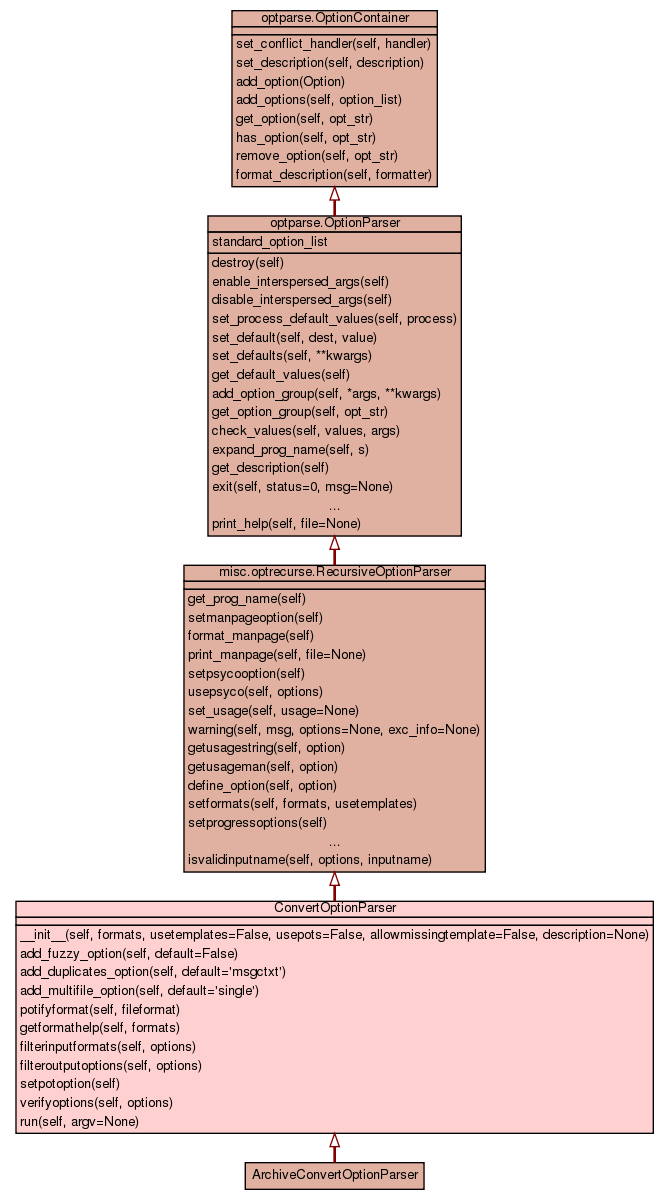 optparse.OptionContainer
set_conflict_handler(self, handler)
set_description(self, description)
add_option(Option)
add_options(self, option_list)
get_option(self, opt_str)
has_option(self, opt_str)
remove_option(self, opt_str)
format_description(self, formatter)
optparse.OptionParser
standard_option_list
destroy(self)
enable_interspersed_args(self)
disable_interspersed_args(self)
set_process_default_values(self, process)
set_default(self, dest, value)
set_defaults(self, **kwargs)
get_default_values(self)
add_option_group(self, *args, **kwargs)
get_option_group(self, opt_str)
check_values(self, values, args)
expand_prog_name(self, s)
get_description(self)
exit(self, status=0, msg=None)
...
print_help(self, file=None)
misc.optrecurse.RecursiveOptionParser
get_prog_name(self)
setmanpageoption(self)
format_manpage(self)
print_manpage(self, file=None)
setpsycooption(self)
usepsyco(self, options)
set_usage(self, usage=None)
warning(self, msg, options=None, exc_info=None)
getusagestring(self, option)
getusageman(self, option)
define_option(self, option)
setformats(self, formats, usetemplates)
setprogressoptions(self)
...
isvalidinputname(self, options, inputname)
ConvertOptionParser
__init__(self, formats, usetemplates=False, usepots=False, allowmissingtemplate=False, description=None)
add_fuzzy_option(self, default=False)
add_duplicates_option(self, default='msgctxt')
add_multifile_option(self, default='single')
potifyformat(self, fileformat)
getformathelp(self, formats)
filterinputformats(self, options)
filteroutputoptions(self, options)
setpotoption(self)
verifyoptions(self, options)
run(self, argv=None)
ArchiveConvertOptionParser